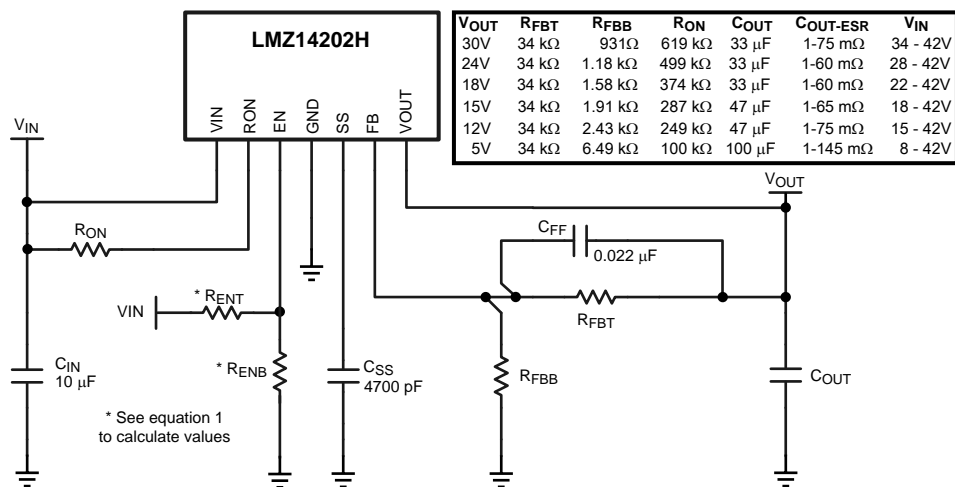 LMZ14202H
VIN RON EN GND SS FB VOUT
VOUT RFBT RFBB RON COUT COUT-ESR VIN
30V 34 kΩ 931Ω 619 kΩ 33 μF 1-75 mΩ 34 - 42V
24V 34 kΩ 1.18 kΩ 499 kΩ 33 μF 1-60 mΩ 28 - 42V
18V 34 kΩ 1.58 kΩ 374 kΩ 33 μF 1-60 mΩ 22 - 42V
15V 34 kΩ 1.91 kΩ 287 kΩ 47 μF 1-65 mΩ 18 - 42V
12V 34 kΩ 2.43 kΩ 249 kΩ 47 μF 1-75 mΩ 15 - 42V
5V 34 kΩ 6.49 kΩ 100 kΩ 100 μF 1-145 mΩ 8 - 42V
VIN
VOUT
RON
CFF
0.022 μF
* RENT
VIN
RFBT
CIN
10 μF
* RENB
CSS
4700 pF
RFBB
COUT
* See equation 1
to calculate values